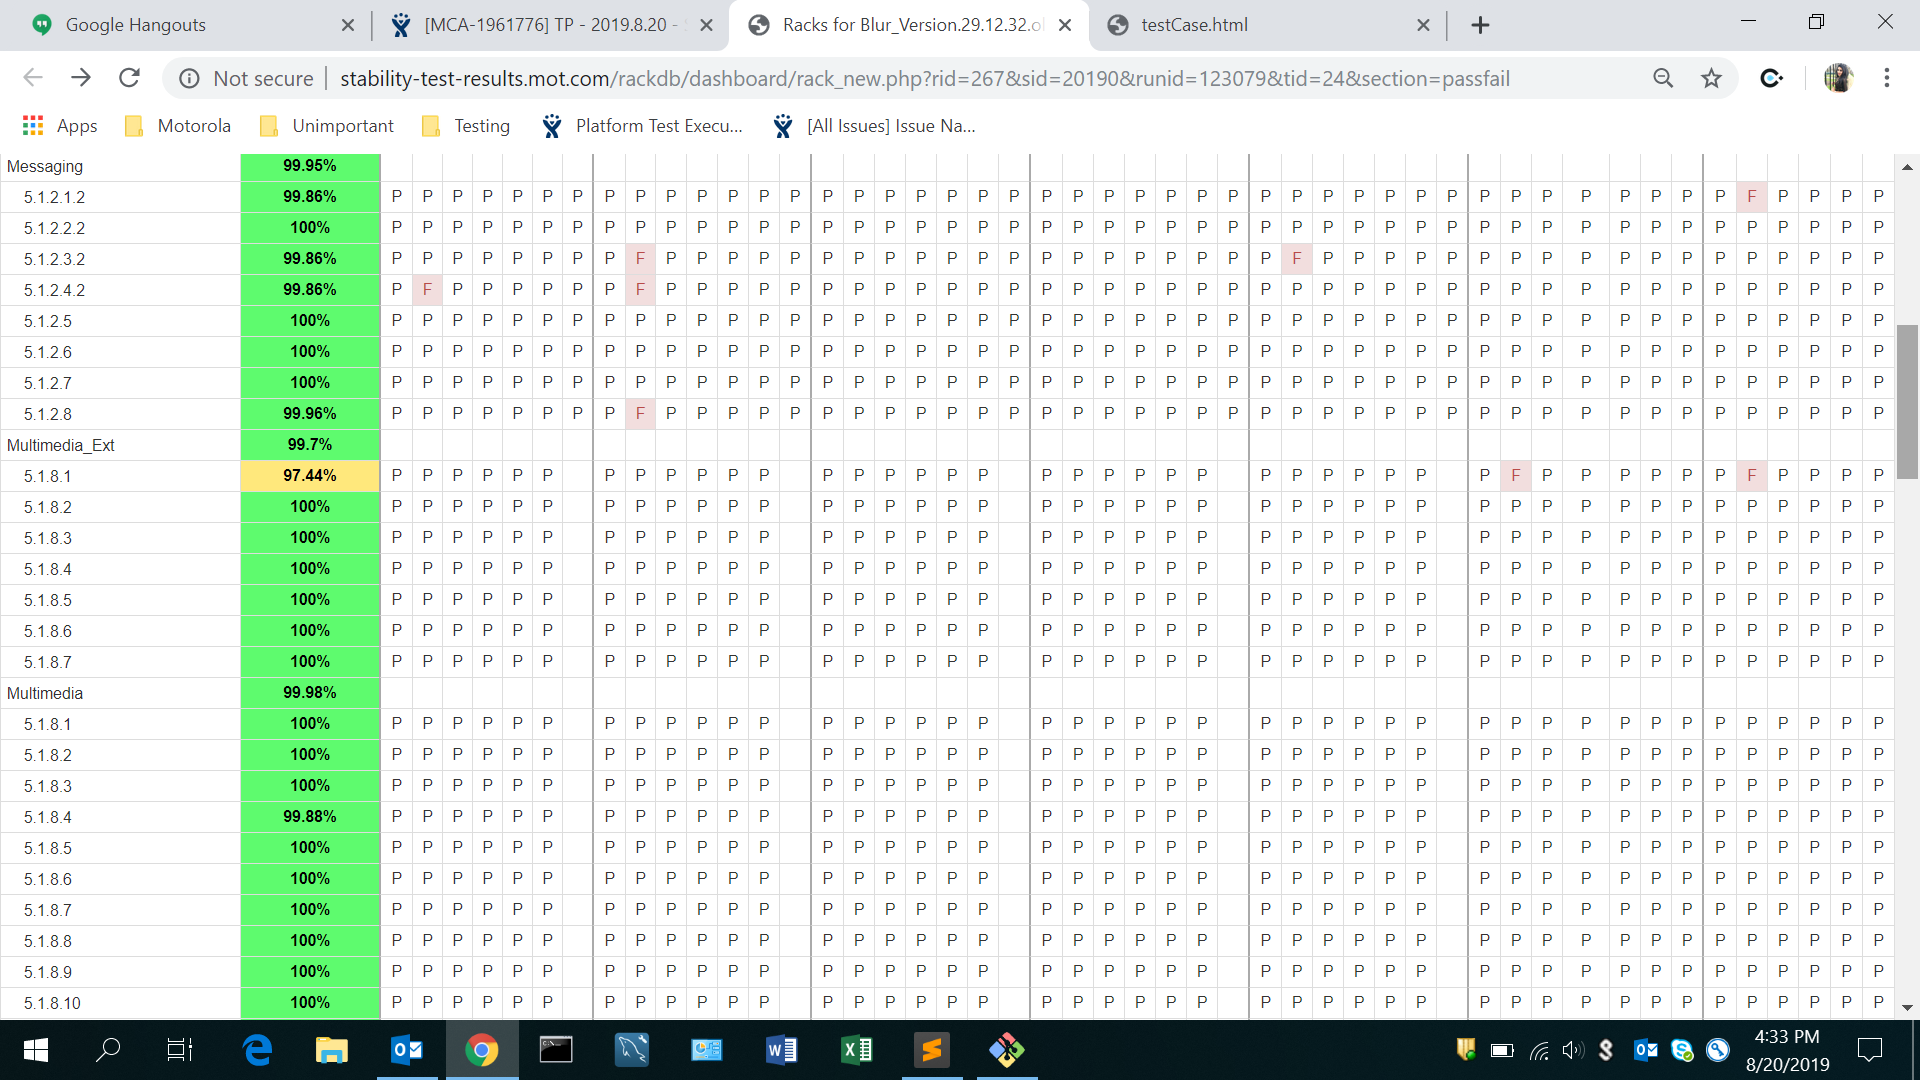 Google Hangouts
[MCA-1961776] TP - 2019.8.20 -
Racks for Blur_Version.29.12.32.ol
testCase.html
Not secure | stability-test-results.mot.com/rackdb/dashboard/rack_new.php?rid=267&sid=20190&runid=123079&tid=24&section=passfail
Apps Motorola Unimportant Testing Platform Test Execu... [All Issues] Issue Na...
Messaging 99.95%
5.1.2.1.2 99.86% P P P P P P P P P P P P P P P P P P P P P P P P P P P P P P P P P P P P P P P P P P P F P P P P
5.1.2.2.2 100% P P P P P P P P P P P P P P P P P P P P P P P P P P P P P P P P P P P P P P P P P P P P P P P P
5.1.2.3.2 99.86% P P P P P P P P F P P P P P P P P P P P P P P P P P P P P F P P P P P P P P P P P P P P P P P P
5.1.2.4.2 99.86% P F P P P P P P F P P P P P P P P P P P P P P P P P P P P P P P P P P P P P P P P P P P P P P P
5.1.2.5 100% P P P P P P P P P P P P P P P P P P P P P P P P P P P P P P P P P P P P P P P P P P P P P P P P
5.1.2.6 100% P P P P P P P P P P P P P P P P P P P P P P P P P P P P P P P P P P P P P P P P P P P P P P P P
5.1.2.7 100% P P P P P P P P P P P P P P P P P P P P P P P P P P P P P P P P P P P P P P P P P P P P P P P P
5.1.2.8 99.96% P P P P P P P P F P P P P P P P P P P P P P P P P P P P P P P P P P P P P P P P P P P P P P P P
Multimedia_Ext 99.7%
5.1.8.1 97.44% P P P P P P P P P P P P P P P P P P P P P P P P P P P P P P P F P P P P P P F P P P P
5.1.8.2 100% P P P P P P P P P P P P P P P P P P P P P P P P P P P P P P P P P P P P P P P P P P P
5.1.8.3 100% P P P P P P P P P P P P P P P P P P P P P P P P P P P P P P P P P P P P P P P P P P P
5.1.8.4 100% P P P P P P P P P P P P P P P P P P P P P P P P P P P P P P P P P P P P P P P P P P P
5.1.8.5 100% P P P P P P P P P P P P P P P P P P P P P P P P P P P P P P P P P P P P P P P P P P P
5.1.8.6 100% P P P P P P P P P P P P P P P P P P P P P P P P P P P P P P P P P P P P P P P P P P P
5.1.8.7 100% P P P P P P P P P P P P P P P P P P P P P P P P P P P P P P P P P P P P P P P P P P P
Multimedia 99.98%
5.1.8.1 100% P P P P P P P P P P P P P P P P P P P P P P P P P P P P P P P P P P P P P P P P P P P
5.1.8.2 100% P P P P P P P P P P P P P P P P P P P P P P P P P P P P P P P P P P P P P P P P P P P
5.1.8.3 100% P P P P P P P P P P P P P P P P P P P P P P P P P P P P P P P P P P P P P P P P P P P
5.1.8.4 99.88% P P P P P P P P P P P P P P P P P P P P P P P P P P P P P P P P P P P P P P P P P P P
5.1.8.5 100% P P P P P P P P P P P P P P P P P P P P P P P P P P P P P P P P P P P P P P P P P P P
5.1.8.6 100% P P P P P P P P P P P P P P P P P P P P P P P P P P P P P P P P P P P P P P P P P P P
5.1.8.7 100% P P P P P P P P P P P P P P P P P P P P P P P P P P P P P P P P P P P P P P P P P P P
5.1.8.8 100% P P P P P P P P P P P P P P P P P P P P P P P P P P P P P P P P P P P P P P P P P P P
5.1.8.9 100% P P P P P P P P P P P P P P P P P P P P P P P P P P P P P P P P P P P P P P P P P P P
5.1.8.10 100% P P P P P P P P P P P P P P P P P P P P P P P P P P P P P P P P P P P P P P P P P P P
4:33 PM
8/20/2019